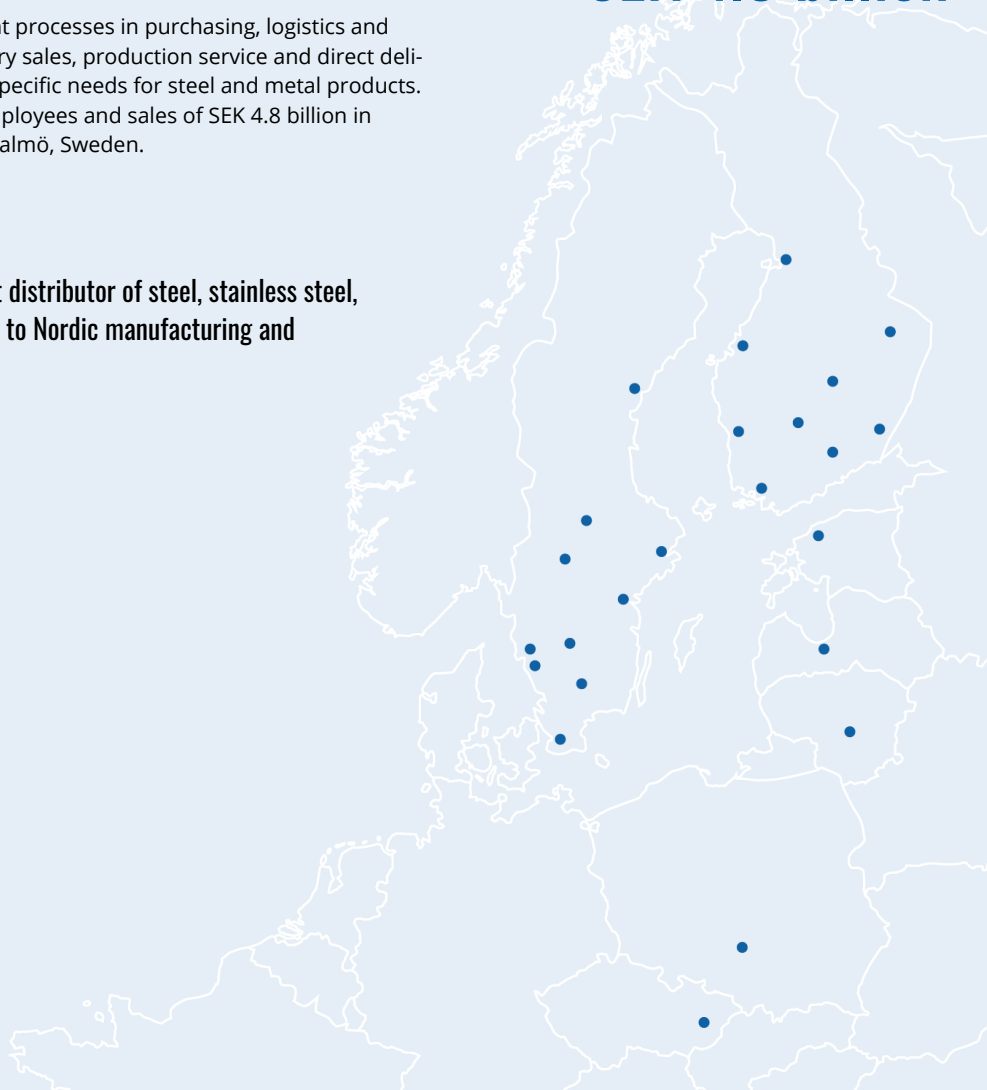 t processes in purchasing, logistics and
ry sales, production service and direct deli-
pecific needs for steel and metal products.
ployees and sales of SEK 4.8 billion in
almö, Sweden.
t distributor of steel, stainless steel,
to Nordic manufacturing and